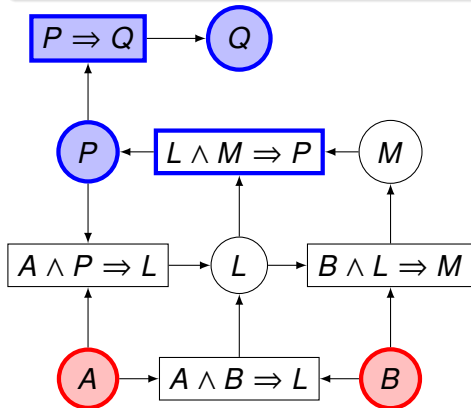 P ⇒ Q
Q
P
L ∧ M ⇒ P
M
A ∧ P ⇒ L
L
B ∧ L ⇒ M
A
A ∧ B ⇒ L
B